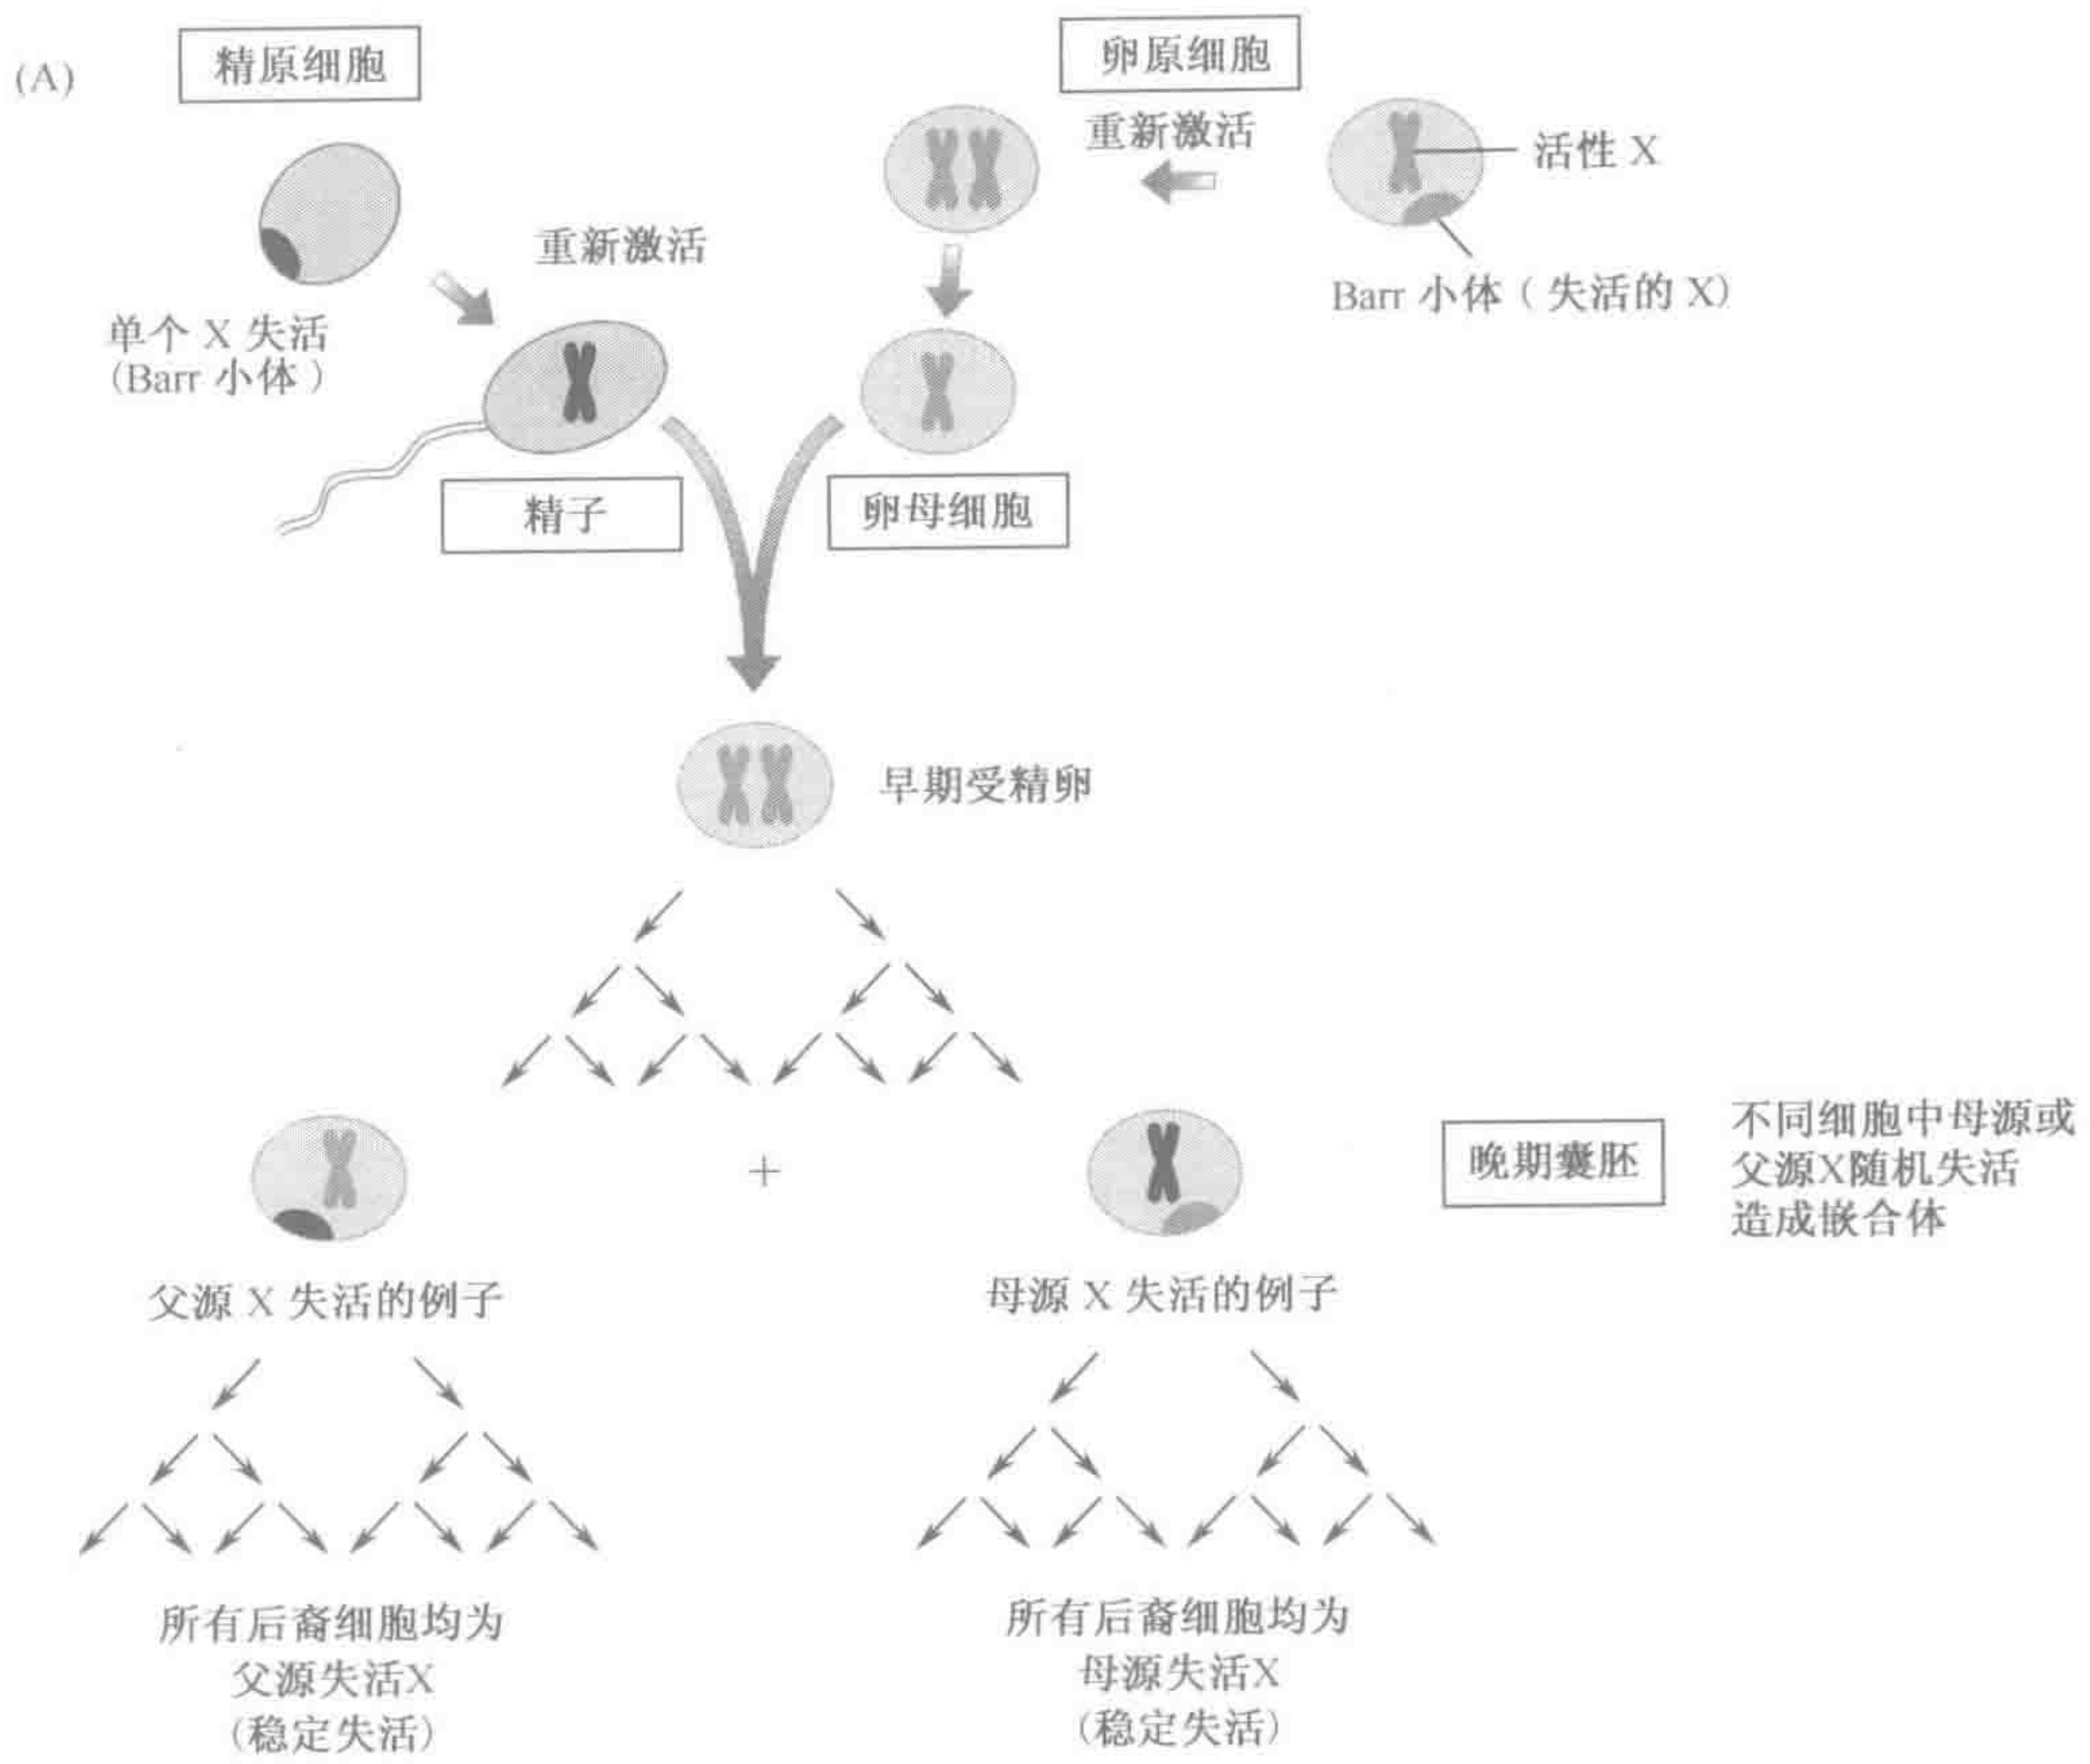 (A)
精原细胞
卵原细胞
重新激活
活性 X
Barr 小体（失活的 X）
重新激活
单个 X 失活
(Barr 小体）
精子
卵母细胞
早期受精卵
+
晚期囊胚
不同细胞中母源或
父源X随机失活
造成嵌合体
父源 X 失活的例子
母源 X 失活的例子
所有后裔细胞均为
父源失活X
(稳定失活)
所有后裔细胞均为
母源失活X
(稳定失活)